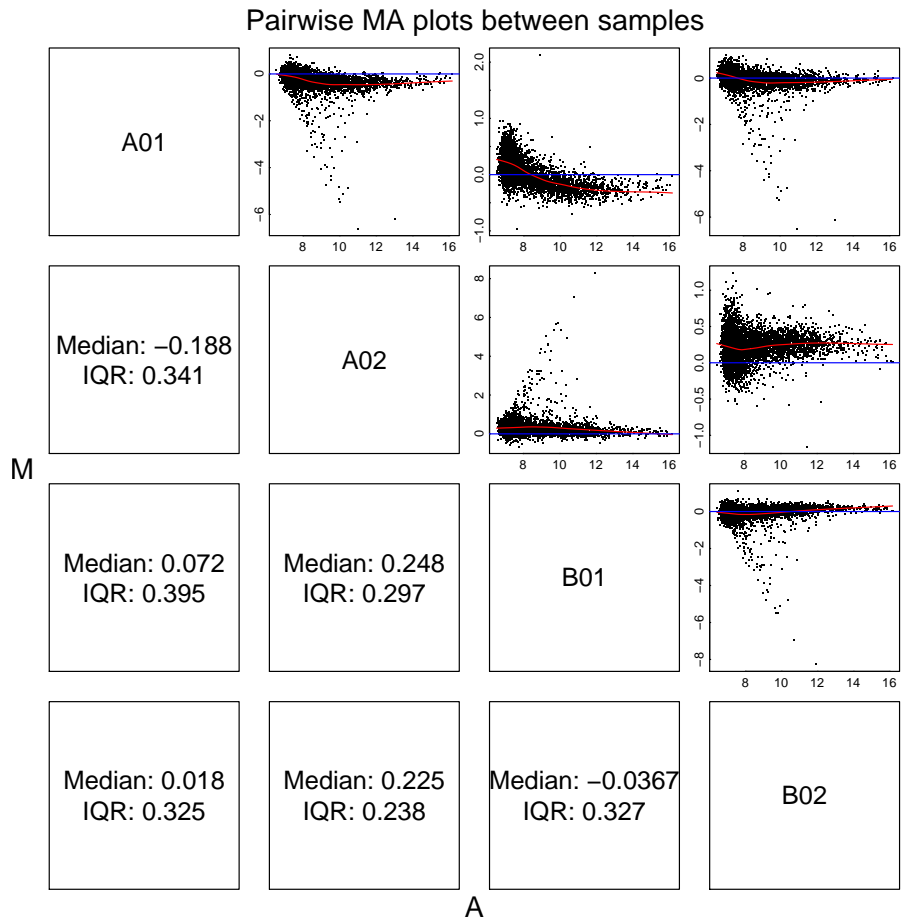 Pairwise MA plots between samples
A01
0
−2
−4
−6
8 10 12 14 16
2.0
1.0
0.0
−1.0
8 10 12 14 16
0
−2
−4
−6
8 10 12 14 16
Median: −0.188
IQR: 0.341
A02
8
6
4
2
0
8 10 12 14 16
1.0
0.5
0.0
−0.5
−1.0
8 10 12 14 16
M
Median: 0.072
IQR: 0.395
Median: 0.248
IQR: 0.297
B01
0
−2
−4
−6
−8
8 10 12 14 16
Median: 0.018
IQR: 0.325
Median: 0.225
IQR: 0.238
Median: −0.0367
IQR: 0.327
B02
A